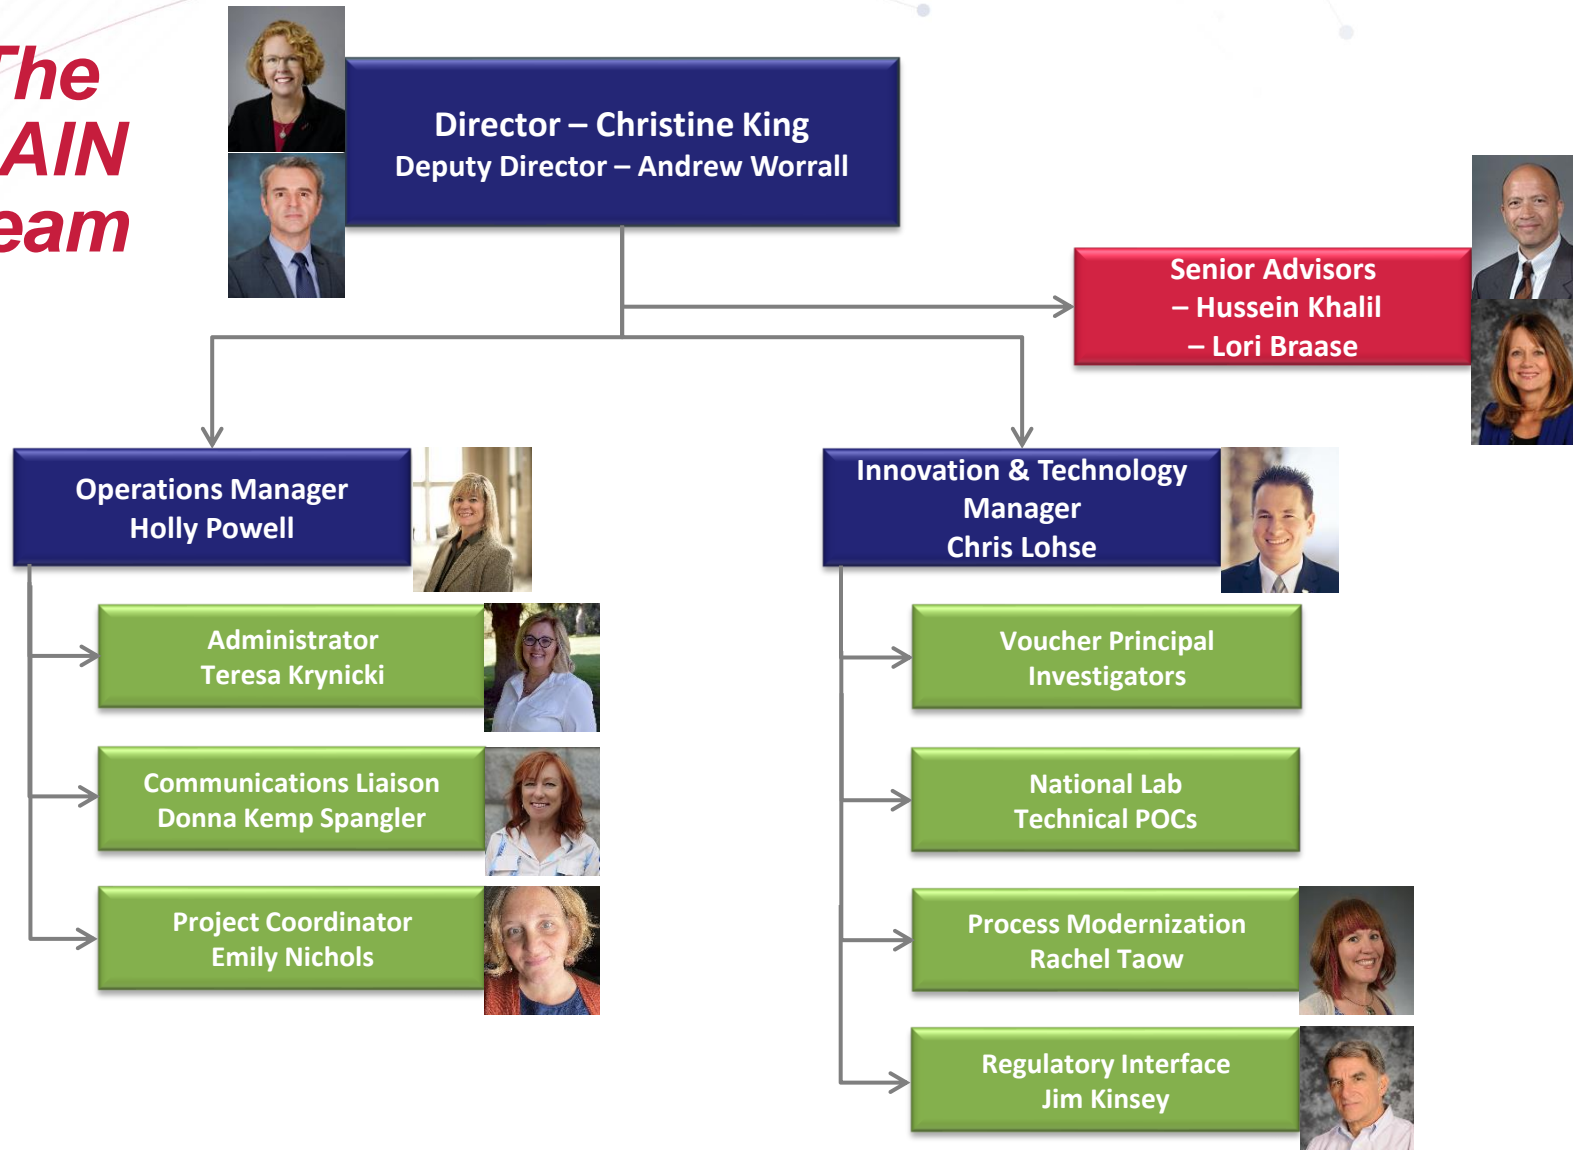 The
AIN
eam
Director – Christine King
Deputy Director – Andrew Worrall
Senior Advisors
– Hussein Khalil
– Lori Braase
Operations Manager
Holly Powell
Innovation & Technology
Manager
Chris Lohse
Administrator
Teresa Krynicki
Voucher Principal
Investigators
Communications Liaison
Donna Kemp Spangler
National Lab
Technical POCs
Project Coordinator
Emily Nichols
Process Modernization
Rachel Taow
Regulatory Interface
Jim Kinsey